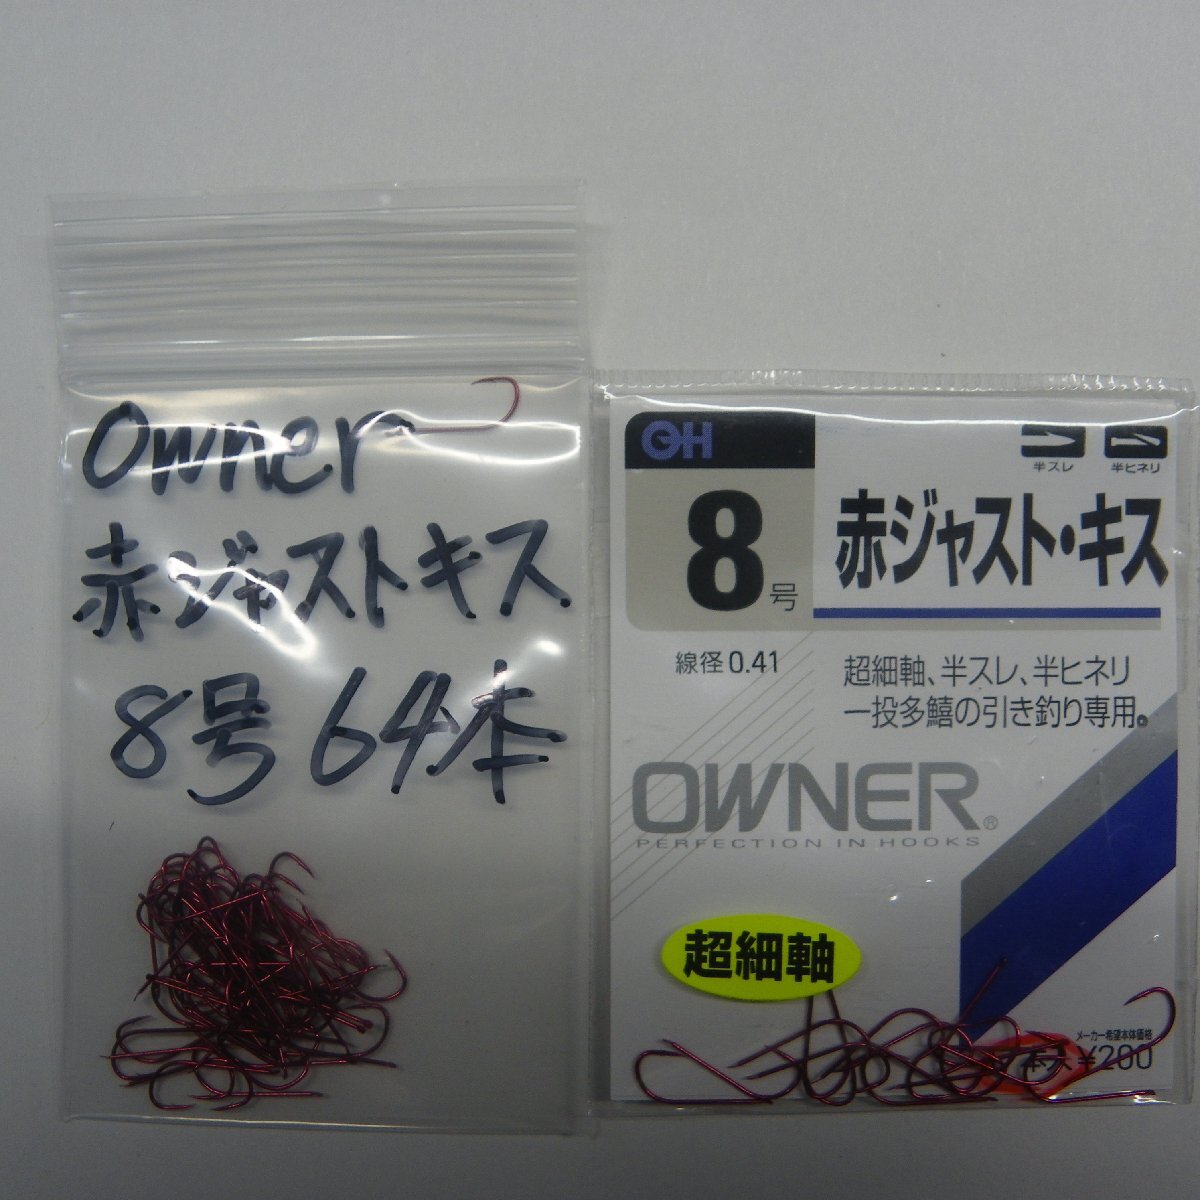 Owner
赤ジャストキス
8号 64本
OH
半スレ 半ヒネリ
8号
赤ジャスト・キス
線径0.41
超細軸、半スレ、半ヒネリ
一投多鱚の引き釣り専用。
OWNER®
PERFECTION IN HOOKS
超細軸
メーカー希望本体価格
本入 ¥200